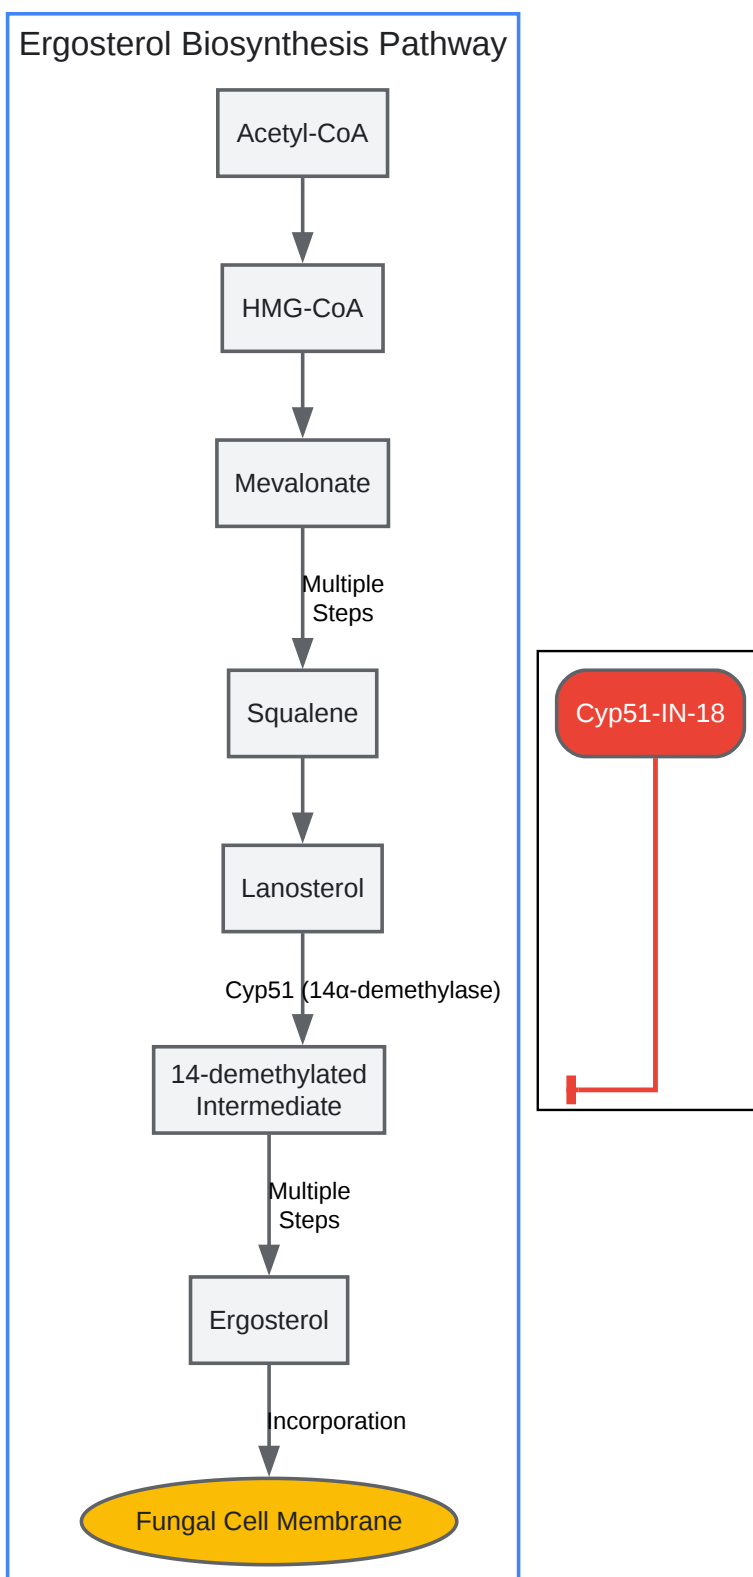 Ergosterol Biosynthesis Pathway
Acetyl-CoA
HMG-CoA
Mevalonate
Multiple
Steps
Squalene
Cyp51-IN-18
Lanosterol
Cyp51 (14α-demethylase)
14-demethylated
Intermediate
Multiple
Steps
Ergosterol
Incorporation
Fungal Cell Membrane